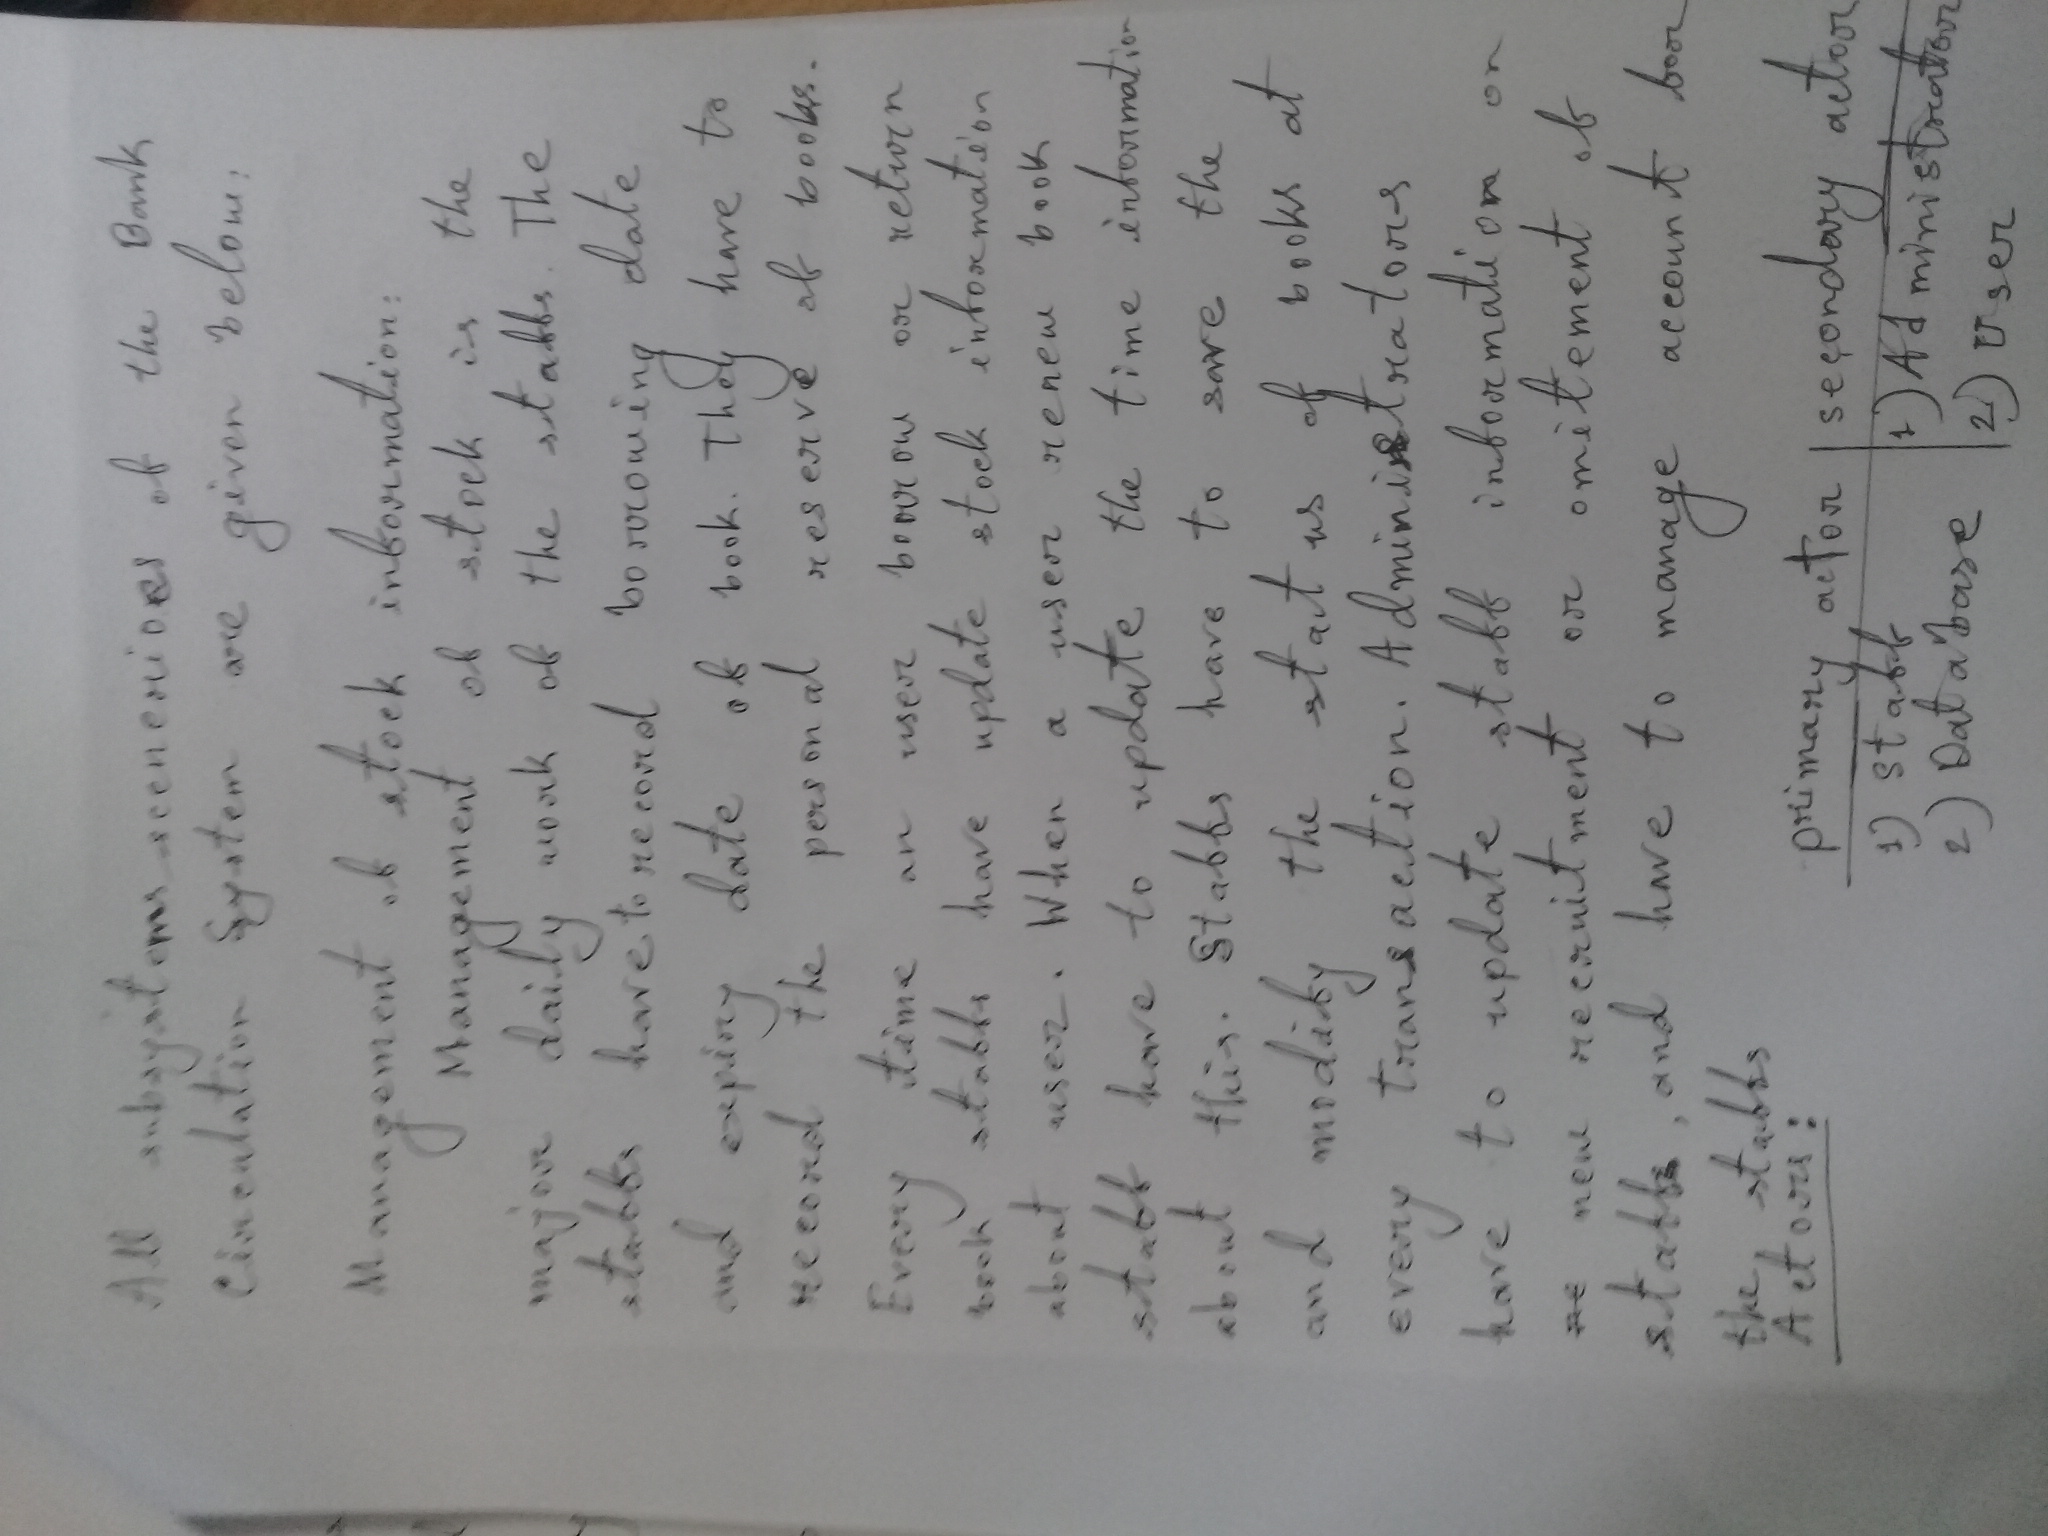 All subsystems scenerioes of the Bank
Circulation System are given below:
Management of stock information:
Management of stock is the
major daily work of the staffs. The
staffs have to record borrowing date
and expiry date of book. They have to
record the personal reserve of books.
Every time an user borrow or return
book staffs have update stock information
about user. When a user renew book
staff have to update the time information
about this. Staffs have to save the
and modify the status of books at
every transaction. Administrators
have to update staff information on
new recruitment or omitement of
staffs, and have to manage account for
the, staffs
Actors:
primary actor | secondary actor
1) Staff 1) Administrator
2) Database 2) User